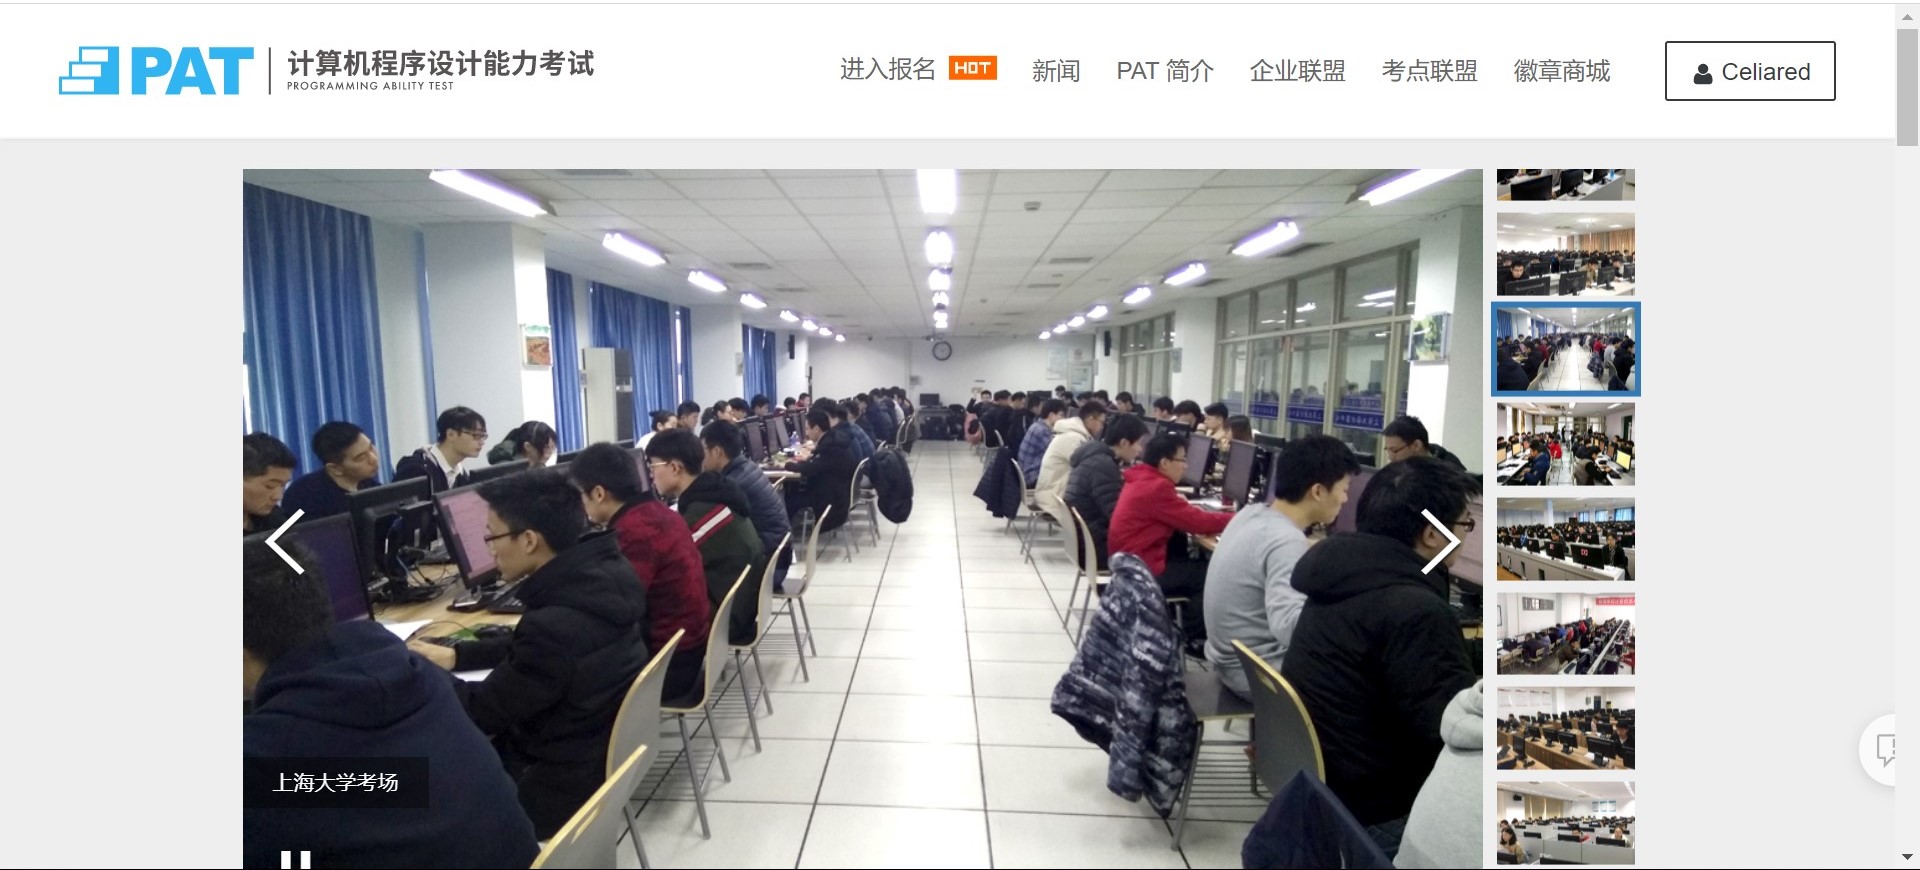 PAT 计算机程序设计能力考试
PROGRAMMING ABILITY TEST
进入报名 HOT 新闻 PAT 简介 企业联盟 考点联盟 徽章商城 Celiared
上海大学考场